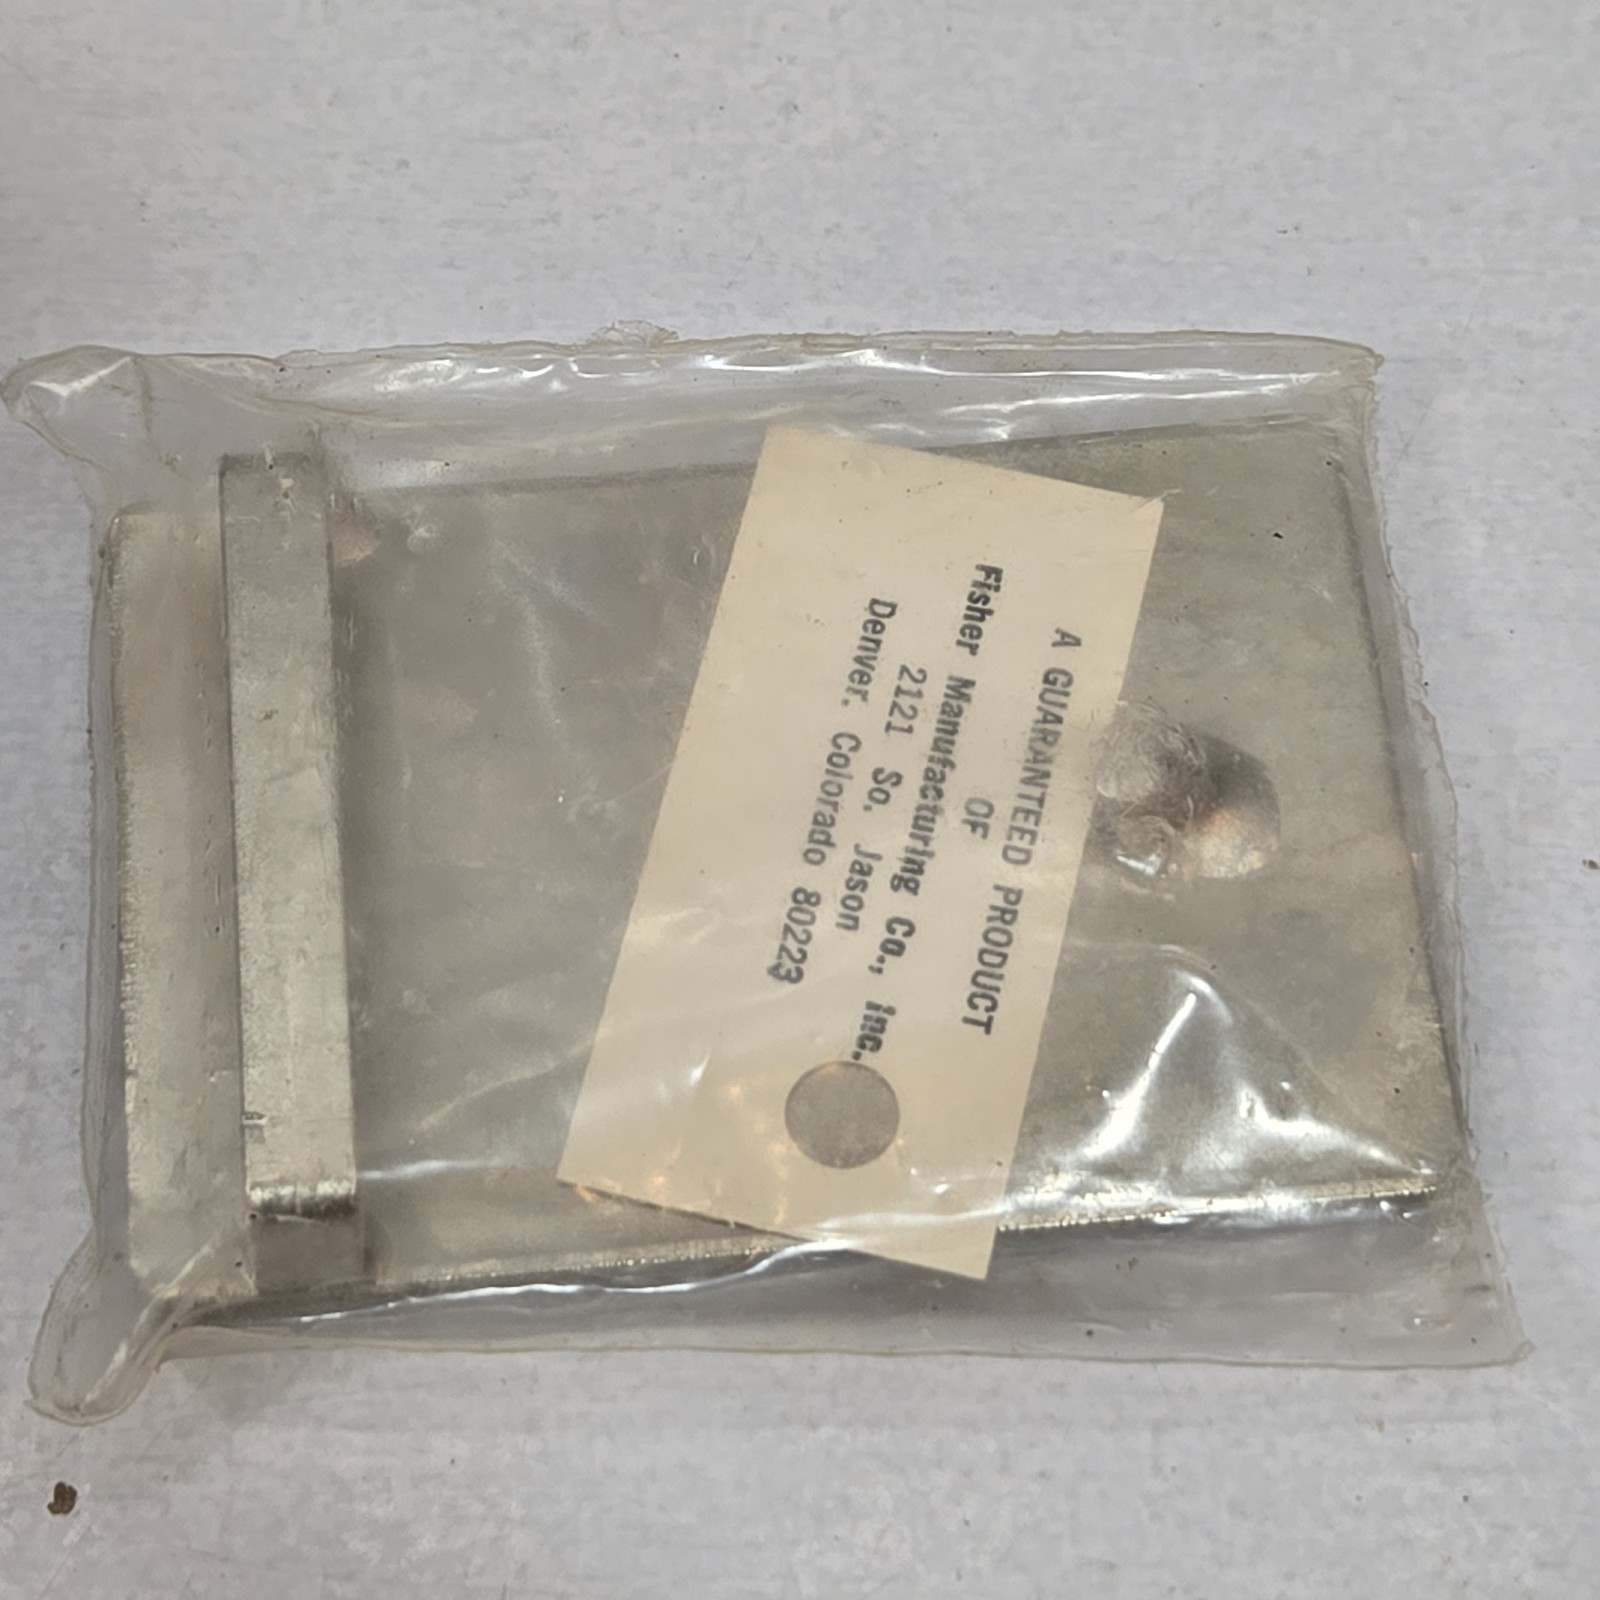 A GUARANTEED PRODUCT
OF
Fisher Manufacturing Co., Inc.
2121 So. Jason
Denver, Colorado 80223